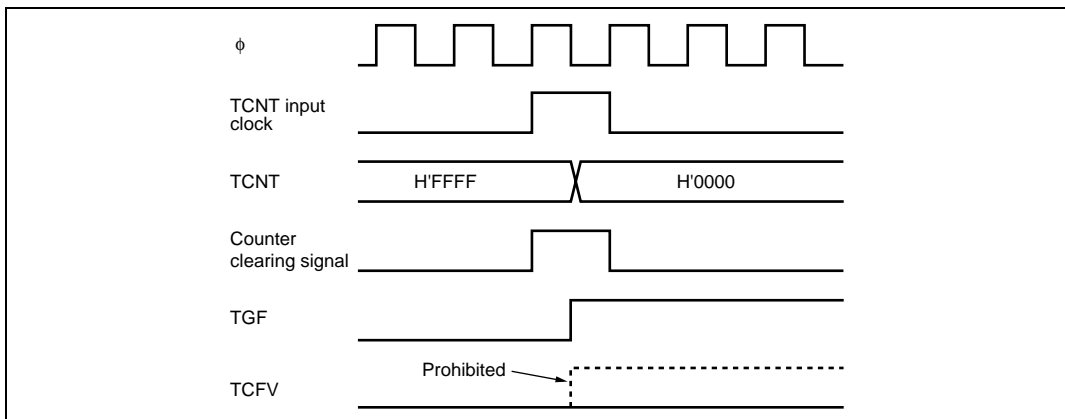 ϕ
TCNT input
clock
TCNT
H'FFFF
H'0000
Counter
clearing signal
TGF
Prohibited
TCFV